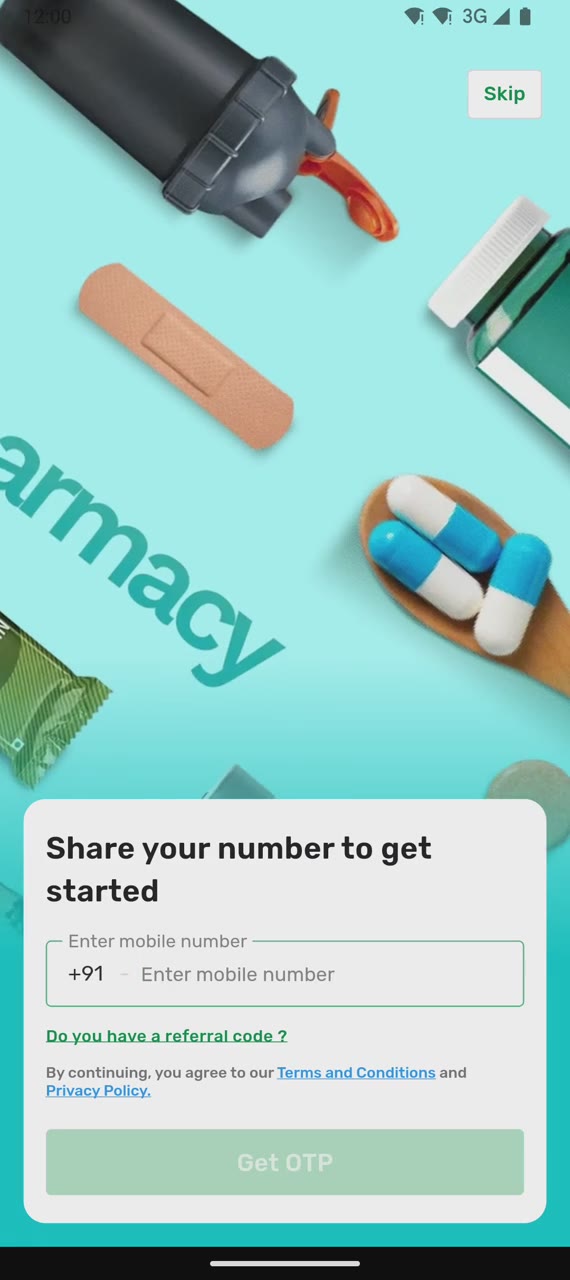 12:00
3G
Skip
armacy
Share your number to get
started
Enter mobile number
+91 - Enter mobile number
Do you have a referral code ?
By continuing, you agree to our Terms and Conditions and
Privacy Policy.
Get OTP